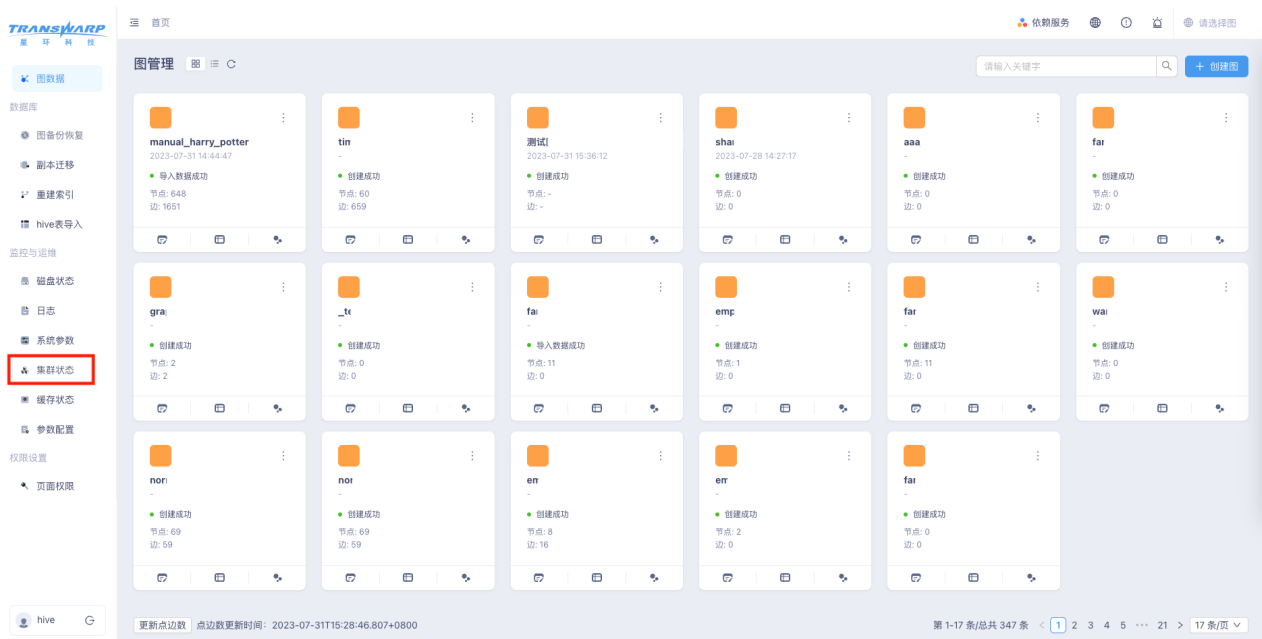 TRANSWARP
星 环 科 技
首页
依赖服务
请选择图
图数据
数据库
图备份恢复
副本迁移
重建索引
hive表导入
监控与运维
磁盘状态
日志
系统参数
集群状态
缓存状态
参数配置
权限设置
页面权限
hive
图管理
请输入关键字
+ 创建图
manual_harry_potter
2023-07-31 14:44:47
导入数据成功
节点: 648
边: 1651
tim
-
创建成功
节点: 60
边: 659
测试
2023-07-31 15:36:12
创建成功
节点: -
边: -
shar
2023-07-28 14:27:17
创建成功
节点: 0
边: 0
aaa
-
创建成功
节点: 0
边: 0
far
-
创建成功
节点: 0
边: 0
gra
-
创建成功
节点: 2
边: 2
_te
-
创建成功
节点: 0
边: 0
far
-
导入数据成功
节点: 11
边: 0
emp
-
创建成功
节点: 1
边: 0
far
-
创建成功
节点: 11
边: 0
war
-
创建成功
节点: 0
边: 0
nor
-
创建成功
节点: 69
边: 59
nor
-
创建成功
节点: 69
边: 59
em
-
创建成功
节点: 8
边: 16
em
-
创建成功
节点: 2
边: 0
far
-
创建成功
节点: 0
边: 0
更新点边数 点边数更新时间: 2023-07-31T15:28:46.807+0800
第 1-17 条/总共 347 条 < 1 2 3 4 5 ••• 21 > 17 条/页